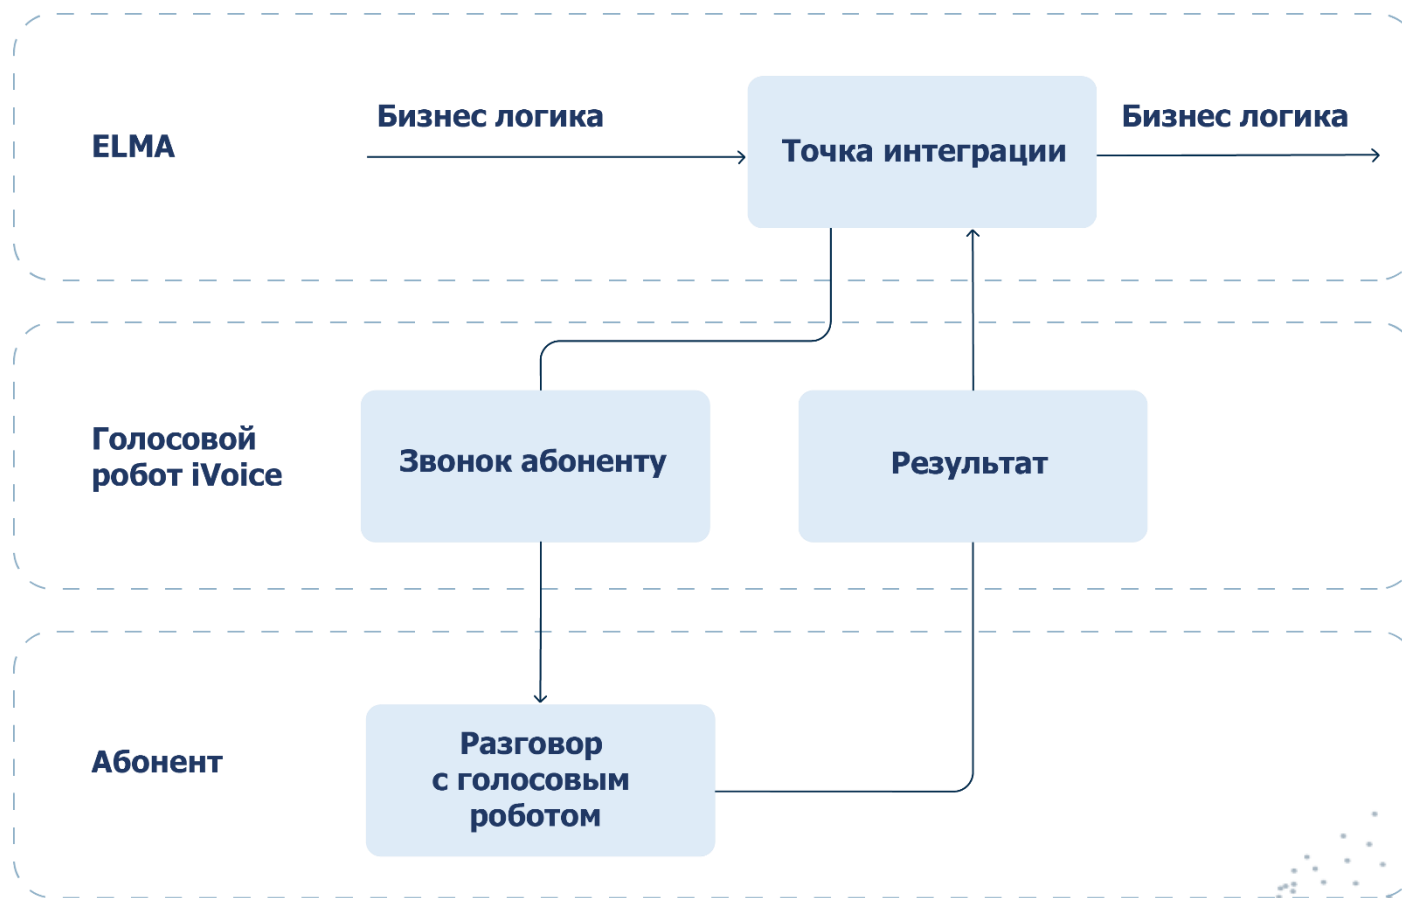 Бизнес логика
Бизнес логика
ELMA
Точка интеграции
Голосовой
робот iVoice
Звонок абоненту
Результат
Абонент
Разговор
с голосовым
роботом